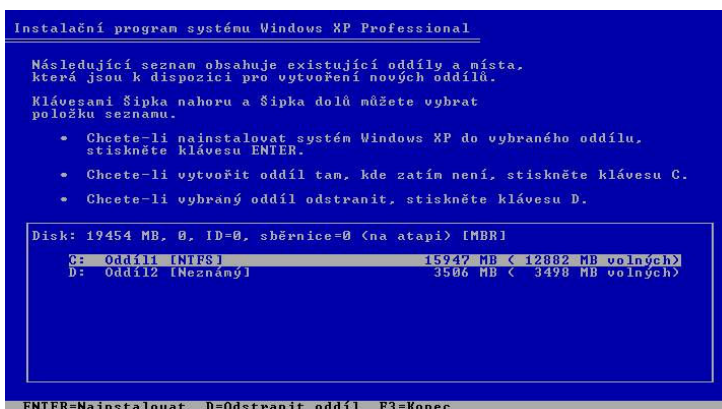 Instalační program systému Windows XP Professional
Následující seznam obsahuje existující oddíly a místa,
která jsou k dispozici pro vytvoření nových oddílů.
Klávesami Šipka nahoru a Šipka dolů můžete vybrat
položku seznamu.
• Chcete-li nainstalovat systém Windows XP do vybraného oddílu,
stiskněte klávesu ENTER.
• Chcete-li vytvořit oddíl tam, kde zatím není, stiskněte klávesu C.
• Chcete-li vybraný oddíl odstranit, stiskněte klávesu D.
Disk: 19454 MB, 0, ID=0, sběrnice=0 (na atapi) [MBR]
C: Oddíl1 [NTFS] 15947 MB ( 12882 MB volných)
D: Oddíl2 [Neznámý] 3506 MB ( 3498 MB volných)
ENTER=Nainstalovat D=Odstranit oddíl F3=Konec